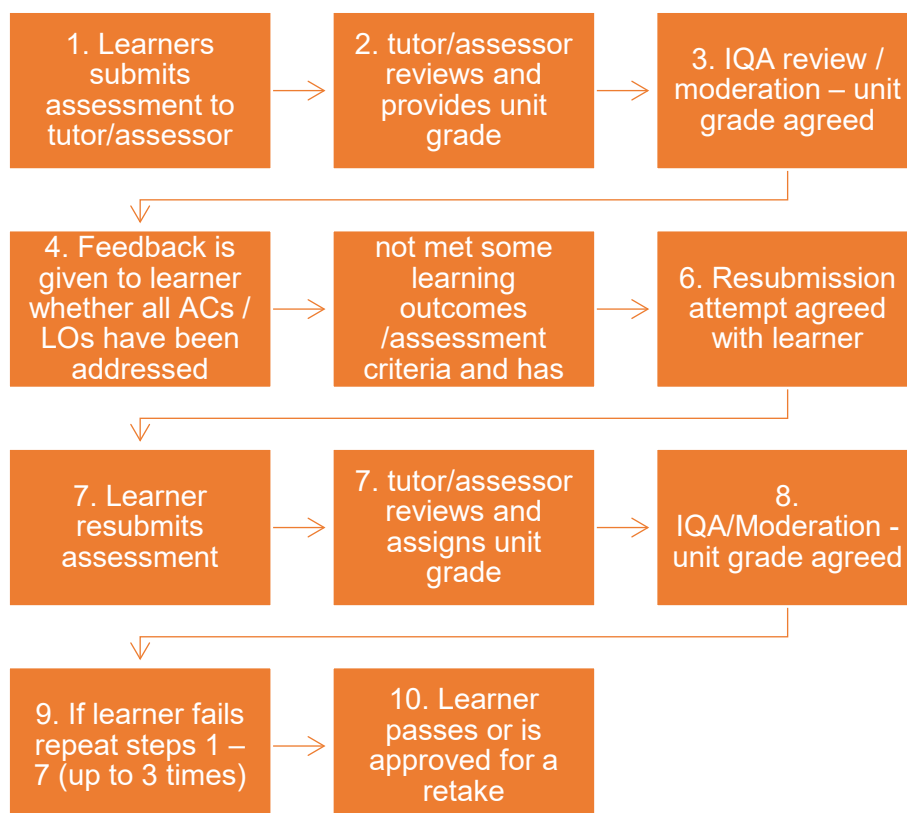 1. Learners
submits
assessment to
tutor/assessor
2. tutor/assessor
reviews and
provides unit
grade
3. IQA review /
moderation – unit
grade agreed
4. Feedback is
given to learner
whether all ACs /
LOs have been
addressed
not met some
learning
outcomes
/assessment
criteria and has
6. Resubmission
attempt agreed
with learner
7. Learner
resubmits
assessment
7. tutor/assessor
reviews and
assigns unit
grade
8.
IQA/Moderation -
unit grade agreed
9. If learner fails
repeat steps 1 –
7 (up to 3 times)
10. Learner
passes or is
approved for a
retake